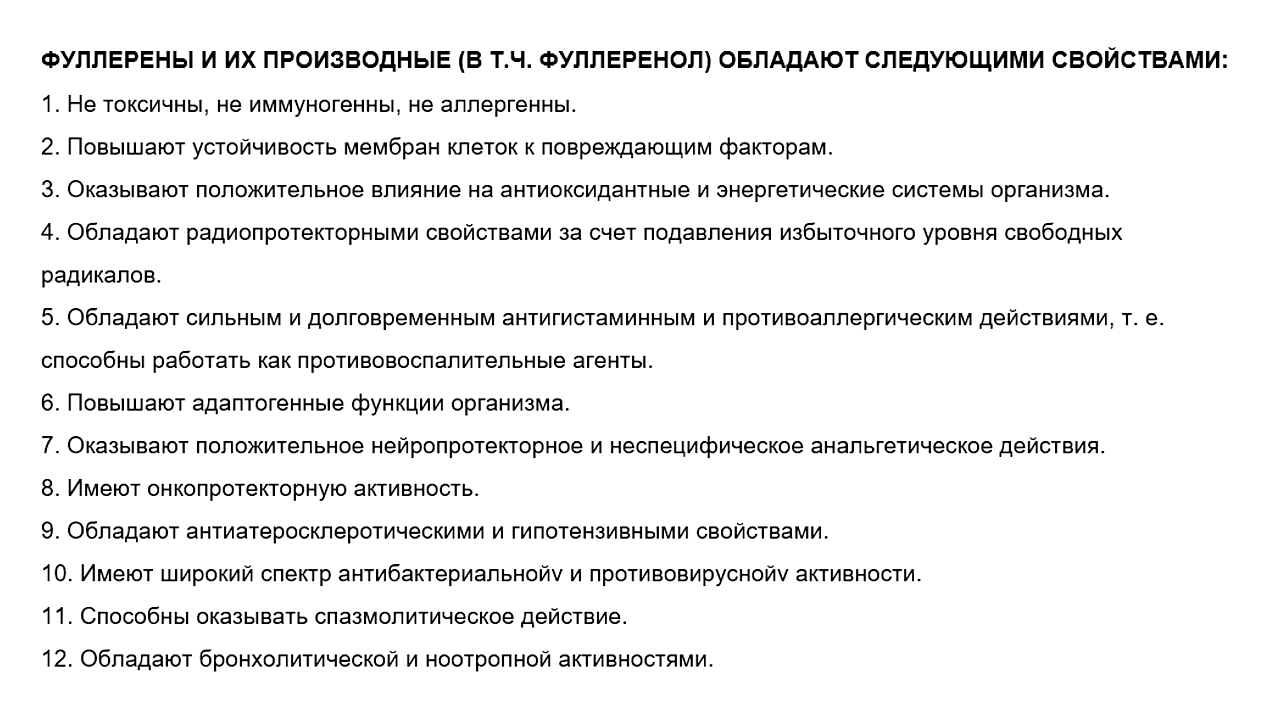 ФУЛЛЕРЕНЫ И ИХ ПРОИЗВОДНЫЕ (В Т.Ч. ФУЛЛЕРЕНОЛ) ОБЛАДАЮТ СЛЕДУЮЩИМИ СВОЙСТВАМИ:
1. Не токсичны, не иммуногенны, не аллергенны.
2. Повышают устойчивость мембран клеток к повреждающим факторам.
3. Оказывают положительное влияние на антиоксидантные и энергетические системы организма.
4. Обладают радиопротекторными свойствами за счет подавления избыточного уровня свободных
радикалов.
5. Обладают сильным и долговременным антигистаминным и противоаллергическим действиями, т. е.
способны работать как противовоспалительные агенты.
6. Повышают адаптогенные функции организма.
7. Оказывают положительное нейропротекторное и неспецифическое анальгетическое действия.
8. Имеют онкопротекторную активность.
9. Обладают антиатеросклеротическими и гипотензивными свойствами.
10. Имеют широкий спектр антибактериальнойv и противовируснойv активности.
11. Способны оказывать спазмолитическое действие.
12. Обладают бронхолитической и ноотропной активностями.